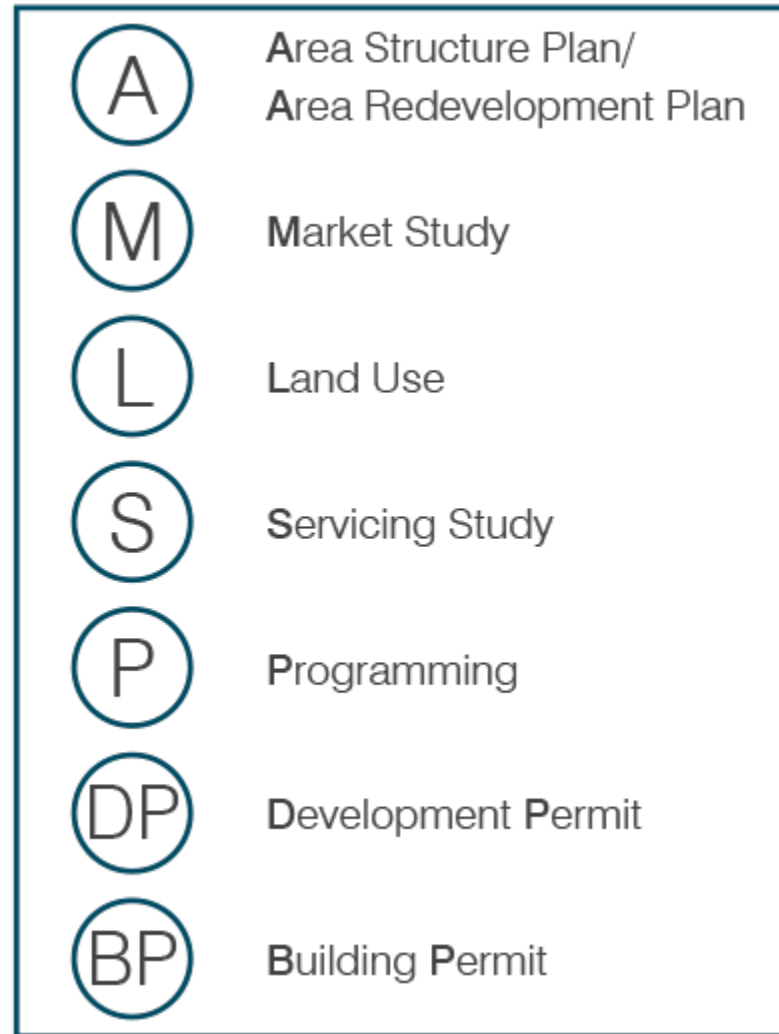 A Area Structure Plan/
Area Redevelopment Plan
M Market Study
L Land Use
S Servicing Study
P Programming
DP Development Permit
BP Building Permit